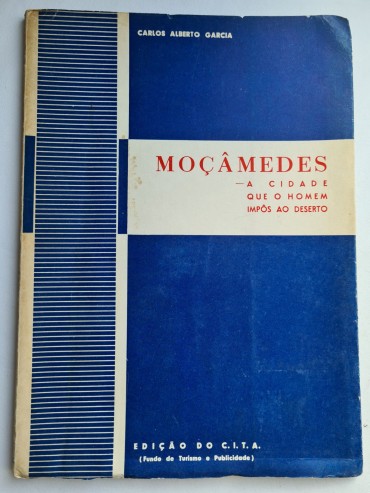 CARLOS ALBERTO GARCIA
MOÇÂMEDES
—A CIDADE
QUE O HOMEM
IMPÔS AO DESERTO
EDIÇÃO DO C.I.T.A.
(Fundo de Turismo e Publicidade)